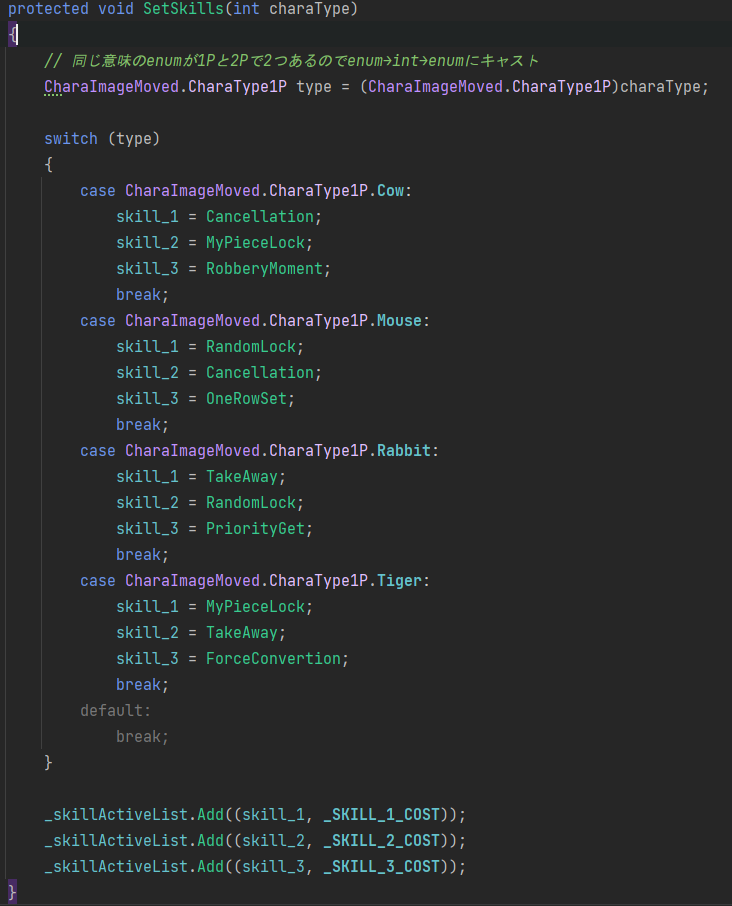 protected void SetSkills(int charaType)
{
// 同じ意味のenumが1Pと2Pで2つあるのでenum→int→enumにキャスト
CharaImageMoved.CharaType1P type = (CharaImageMoved.CharaType1P)charaType;
switch (type)
{
case CharaImageMoved.CharaType1P.Cow:
skill_1 = Cancellation;
skill_2 = MyPieceLock;
skill_3 = RobberyMoment;
break;
case CharaImageMoved.CharaType1P.Mouse:
skill_1 = RandomLock;
skill_2 = Cancellation;
skill_3 = OneRowSet;
break;
case CharaImageMoved.CharaType1P.Rabbit:
skill_1 = TakeAway;
skill_2 = RandomLock;
skill_3 = PriorityGet;
break;
case CharaImageMoved.CharaType1P.Tiger:
skill_1 = MyPieceLock;
skill_2 = TakeAway;
skill_3 = ForceConvertion;
break;
default:
break;
}
_skillActiveList.Add((skill_1, _SKILL_1_COST));
_skillActiveList.Add((skill_2, _SKILL_2_COST));
_skillActiveList.Add((skill_3, _SKILL_3_COST));
}